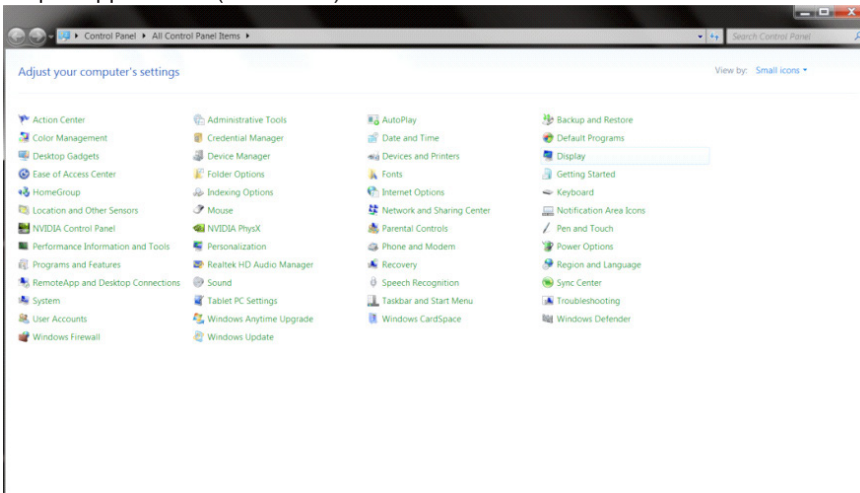 Control Panel ▸ All Control Panel Items ▸ Search Control Panel
Adjust your computer's settings View by: Small icons
Action Center Administrative Tools AutoPlay Backup and Restore
Color Management Credential Manager Date and Time Default Programs
Desktop Gadgets Device Manager Devices and Printers Display
Ease of Access Center Folder Options Fonts Getting Started
HomeGroup Indexing Options Internet Options Keyboard
Location and Other Sensors Mouse Network and Sharing Center Notification Area Icons
NVIDIA Control Panel NVIDIA PhysX Parental Controls Pen and Touch
Performance Information and Tools Personalization Phone and Modem Power Options
Programs and Features Realtek HD Audio Manager Recovery Region and Language
RemoteApp and Desktop Connections Sound Speech Recognition Sync Center
System Tablet PC Settings Taskbar and Start Menu Troubleshooting
User Accounts Windows Anytime Upgrade Windows CardSpace Windows Defender
Windows Firewall Windows Update